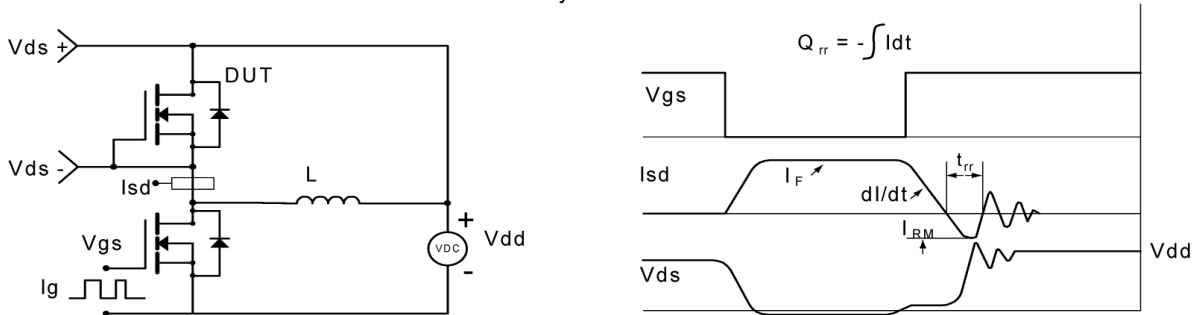 Vds +
DUT
Vds -
Isd
L
Vgs
Ig
+
VDC
-
Vdd
Q rr = -∫Idt
Vgs
Isd
I F
dI/dt
t rr
I RM
Vds
Vdd